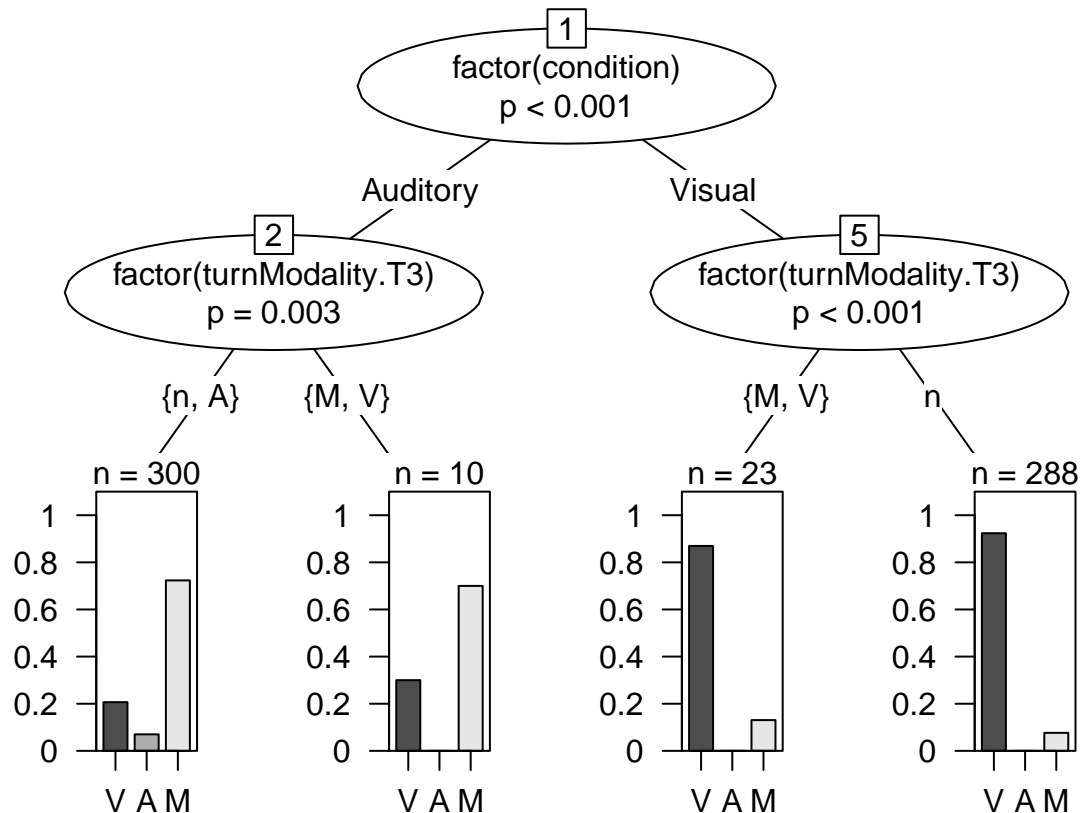 1
factor(condition)
p < 0.001
Auditory
Visual
2
factor(turnModality.T3)
p = 0.003
5
factor(turnModality.T3)
p < 0.001
{n, A}
{M, V}
{M, V}
n
n = 300
1
0.8
0.6
0.4
0.2
0
V A M
n = 10
1
0.8
0.6
0.4
0.2
0
V A M
n = 23
1
0.8
0.6
0.4
0.2
0
V A M
n = 288
1
0.8
0.6
0.4
0.2
0
V A M